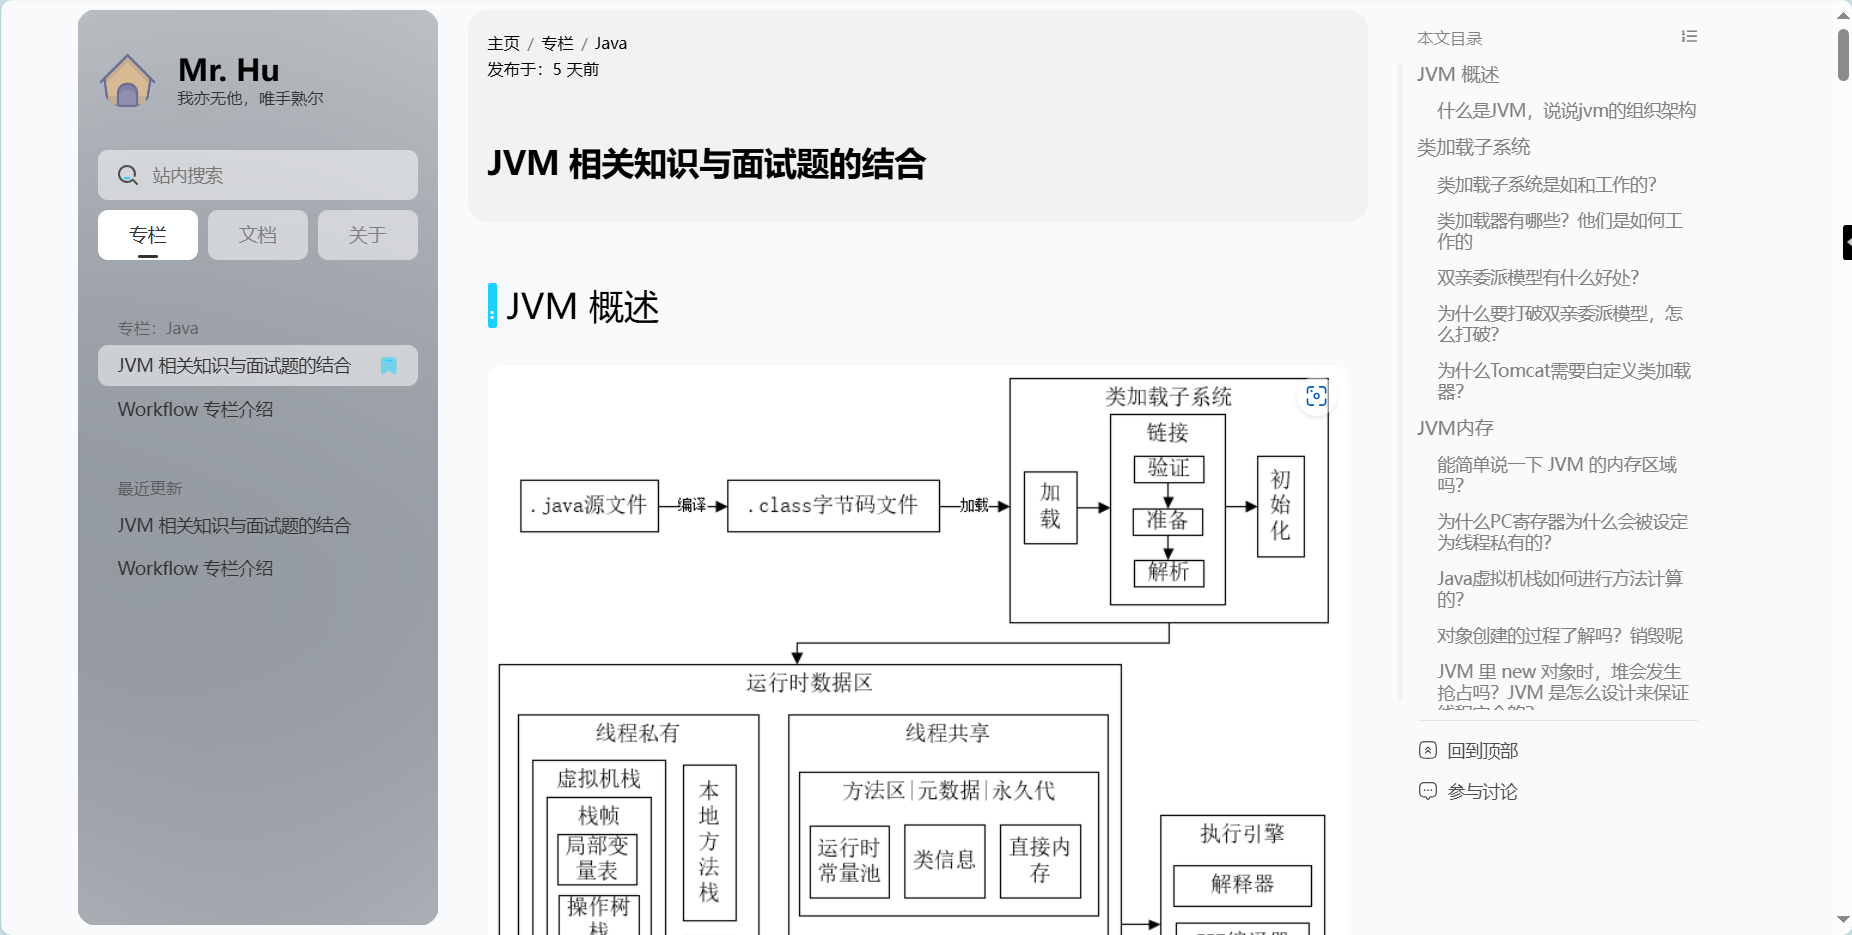 Mr. Hu
我亦无他，唯手熟尔
站内搜索
专栏
文档
关于
专栏：Java
JVM 相关知识与面试题的结合
Workflow 专栏介绍
最近更新
JVM 相关知识与面试题的结合
Workflow 专栏介绍
主页 / 专栏 / Java
发布于：5 天前
JVM 相关知识与面试题的结合
JVM 概述
类加载子系统
链接
验证
准备
解析
加载
初始化
.java源文件
编译
.class字节码文件
加载
运行时数据区
线程私有
虚拟机栈
栈帧
局部变
量表
操作树
栈
本地方法栈
线程共享
方法区|元数据|永久代
运行时
常量池
类信息
直接内
存
执行引擎
解释器
本文目录
JVM 概述
什么是JVM，说说jvm的组织架构
类加载子系统
类加载子系统是如和工作的？
类加载器有哪些？他们是如何工
作的
双亲委派模型有什么好处？
为什么要打破双亲委派模型，怎
么打破？
为什么Tomcat需要自定义类加载
器？
JVM内存
能简单说一下 JVM 的内存区域
吗？
为什么PC寄存器为什么会被设定
为线程私有的？
Java虚拟机栈如何进行方法计算
的？
对象创建的过程了解吗？销毁呢
JVM 里 new 对象时，堆会发生
抢占吗？JVM 是怎么设计来保证
回到顶部
参与讨论